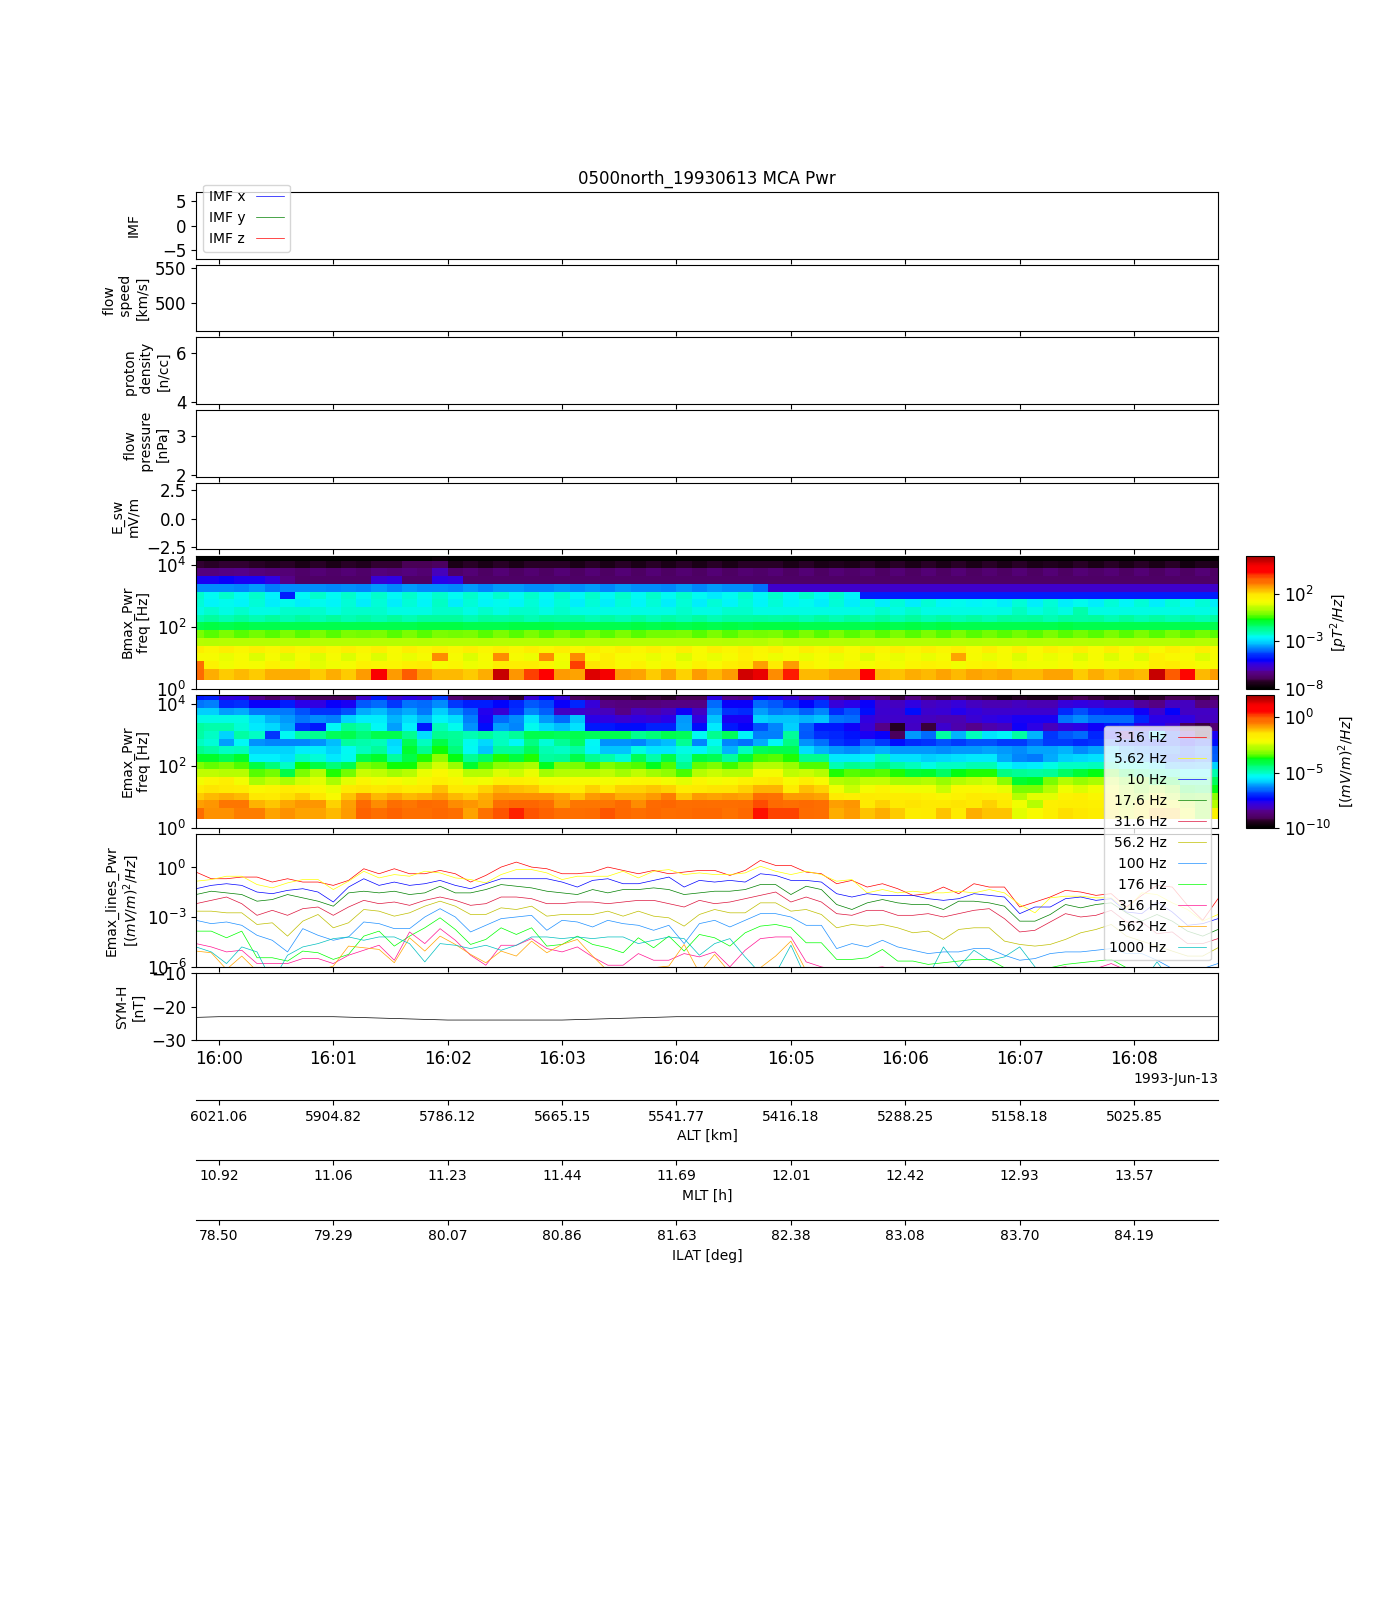 0500north_19930613 MCA Pwr
IMF
5
0
−5
IMF x
IMF y
IMF z
flow
speed
[km/s]
550
500
proton
density
[n/cc]
6
4
flow
pressure
[nPa]
3
2
E_sw
mV/m
2.5
0.0
−2.5
Bmax_Pwr
freq [Hz]
10^4
10^2
10^0
10^2
10^−3
10^−8
[pT^2/Hz]
Emax_Pwr
freq [Hz]
10^4
10^2
10^0
10^0
10^−5
10^−10
[(mV/m)^2/Hz]
3.16 Hz
5.62 Hz
10 Hz
17.6 Hz
31.6 Hz
56.2 Hz
100 Hz
176 Hz
316 Hz
562 Hz
1000 Hz
Emax_lines_Pwr
[(mV/m)^2/Hz]
10^0
10^−3
10^−6
SYM-H
[nT]
−10
−20
−30
16:00 16:01 16:02 16:03 16:04 16:05 16:06 16:07 16:08
1993-Jun-13
6021.06 5904.82 5786.12 5665.15 5541.77 5416.18 5288.25 5158.18 5025.85
ALT [km]
10.92 11.06 11.23 11.44 11.69 12.01 12.42 12.93 13.57
MLT [h]
78.50 79.29 80.07 80.86 81.63 82.38 83.08 83.70 84.19
ILAT [deg]